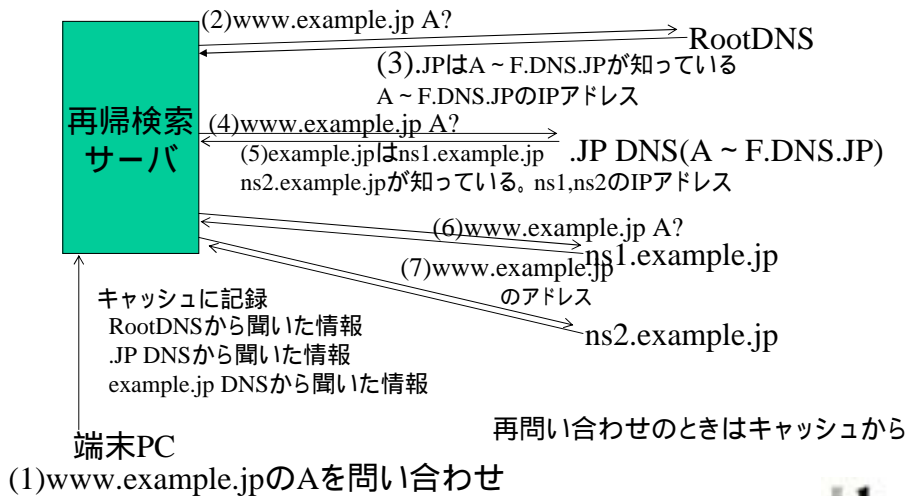 (2)www.example.jp A?
RootDNS
(3).JPはA~F.DNS.JPが知っている
A~F.DNS.JPのIPアドレス
再帰検索
サーバ
(4)www.example.jp A?
.JP DNS(A~F.DNS.JP)
(5)example.jpはns1.example.jp
ns2.example.jpが知っている。ns1,ns2のIPアドレス
(6)www.example.jp A?
ns1.example.jp
(7)www.example.jp
のアドレス
ns2.example.jp
キャッシュに記録
RootDNSから聞いた情報
.JP DNSから聞いた情報
example.jp DNSから聞いた情報
再問い合わせのときはキャッシュから
端末PC
(1)www.example.jpのAを問い合わせ